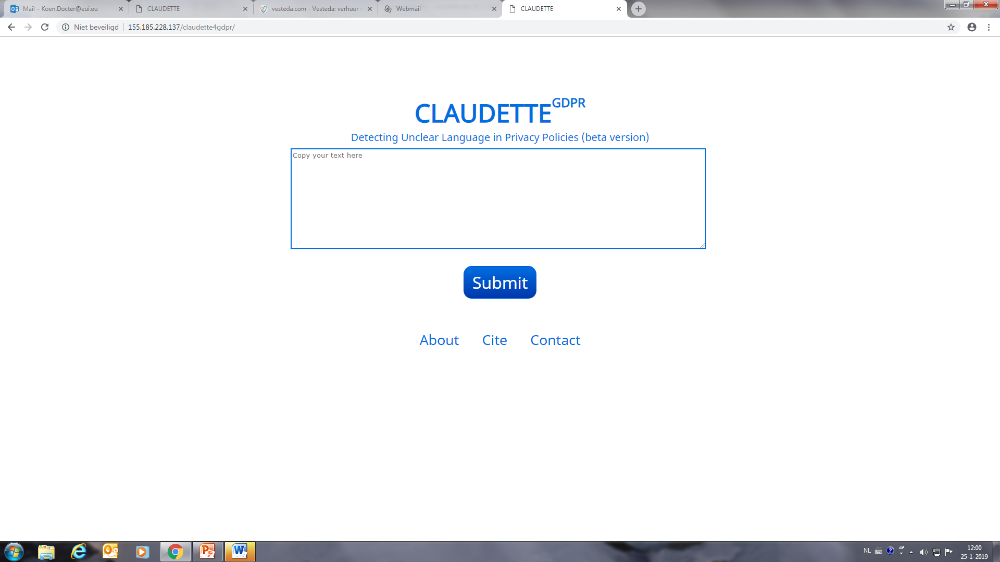 Mail – Koen.Docter@eui.eu
CLAUDETTE
vesteda.com - Vesteda: verhuur
Webmail
CLAUDETTE
Niet beveiligd
155.185.228.137/claudette4gdpr/
CLAUDETTE GDPR
Detecting Unclear Language in Privacy Policies (beta version)
Copy your text here
Submit
About Cite Contact
NL
12:00
25-1-2019